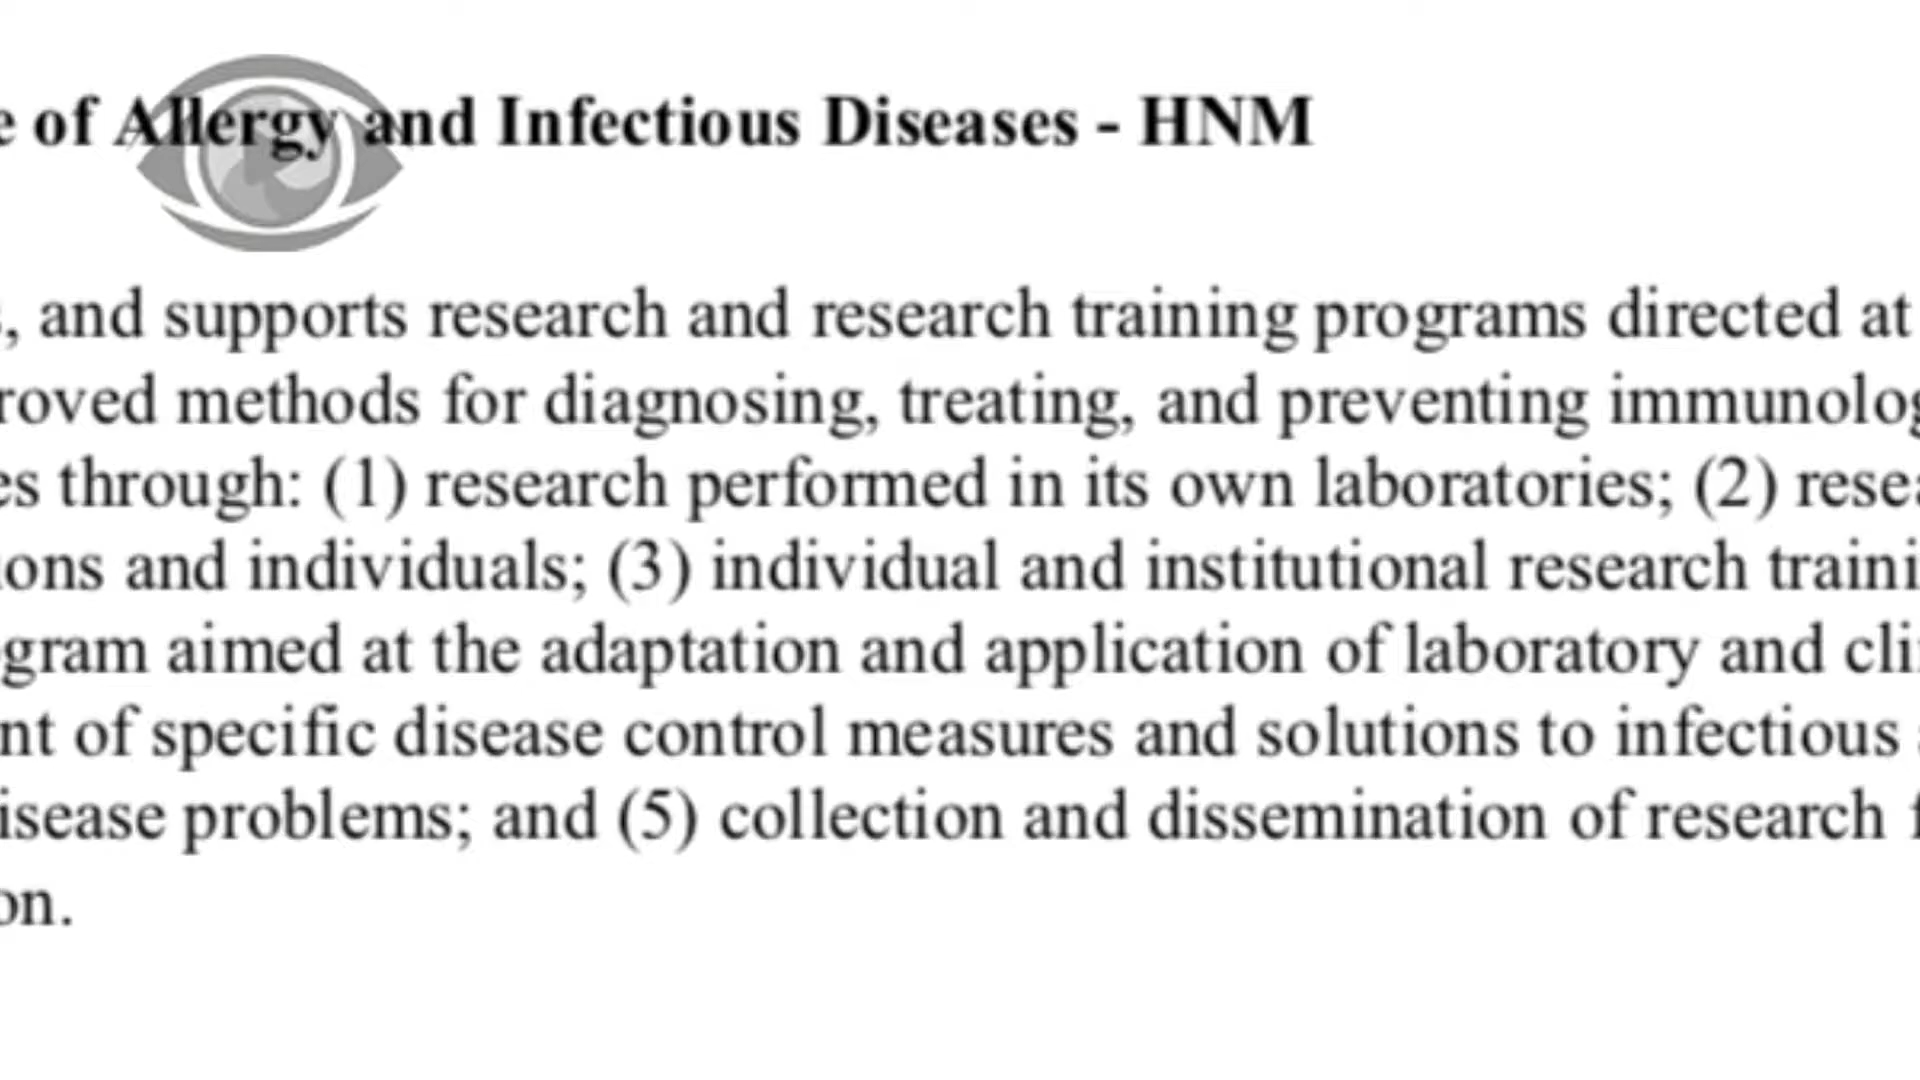 e of Allergy and Infectious Diseases - HNM
, and supports research and research training programs directed at
roved methods for diagnosing, treating, and preventing immunolog
es through: (1) research performed in its own laboratories; (2) resea
ons and individuals; (3) individual and institutional research traini
gram aimed at the adaptation and application of laboratory and cli
nt of specific disease control measures and solutions to infectious
isease problems; and (5) collection and dissemination of research f
on.